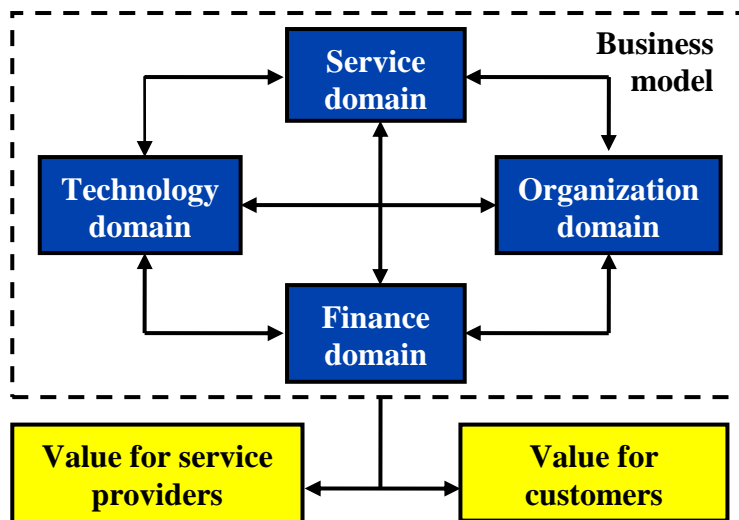 Service
domain
Business
model
Technology
domain
Organization
domain
Finance
domain
Value for service
providers
Value for
customers